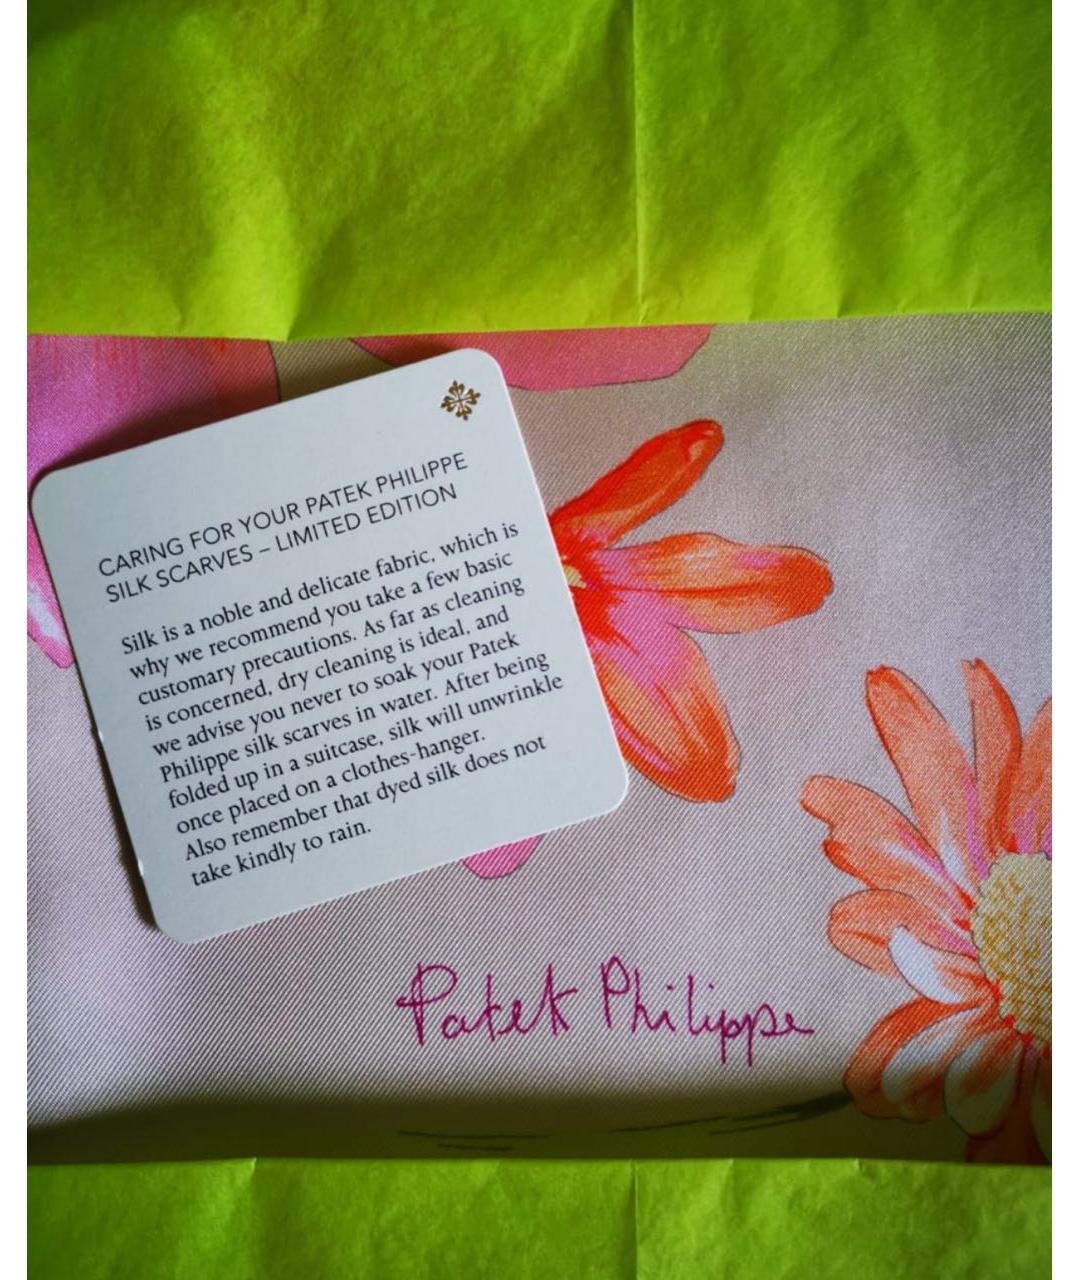 CARING FOR YOUR PATEK PHILIPPE
SILK SCARVES – LIMITED EDITION
Silk is a noble and delicate fabric, which is
why we recommend you take a few basic
customary precautions. As far as cleaning
is concerned, dry cleaning is ideal, and
we advise you never to soak your Patek
Philippe silk scarves in water. After being
folded up in a suitcase, silk will unwrinkle
once placed on a clothes-hanger.
Also remember that dyed silk does not
take kindly to rain.
Patek Philippe